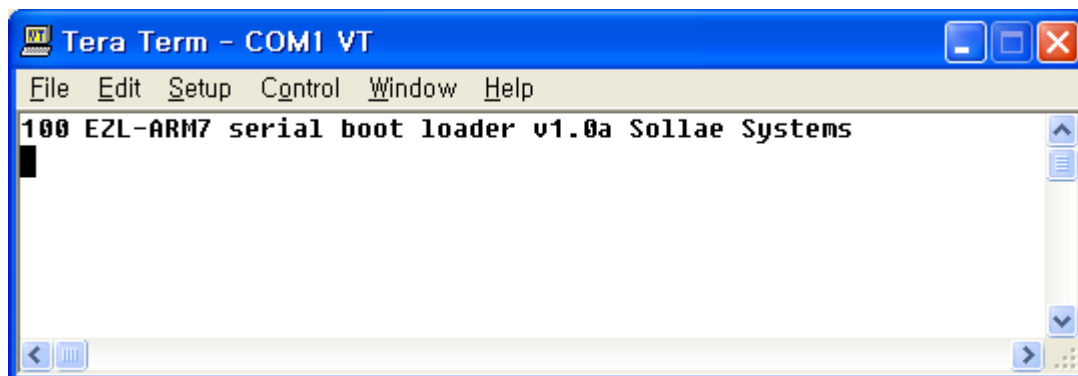 Tera Term - COM1 VT
File Edit Setup Control Window Help
100 EZL-ARM7 serial boot loader v1.0a Sollae Systems